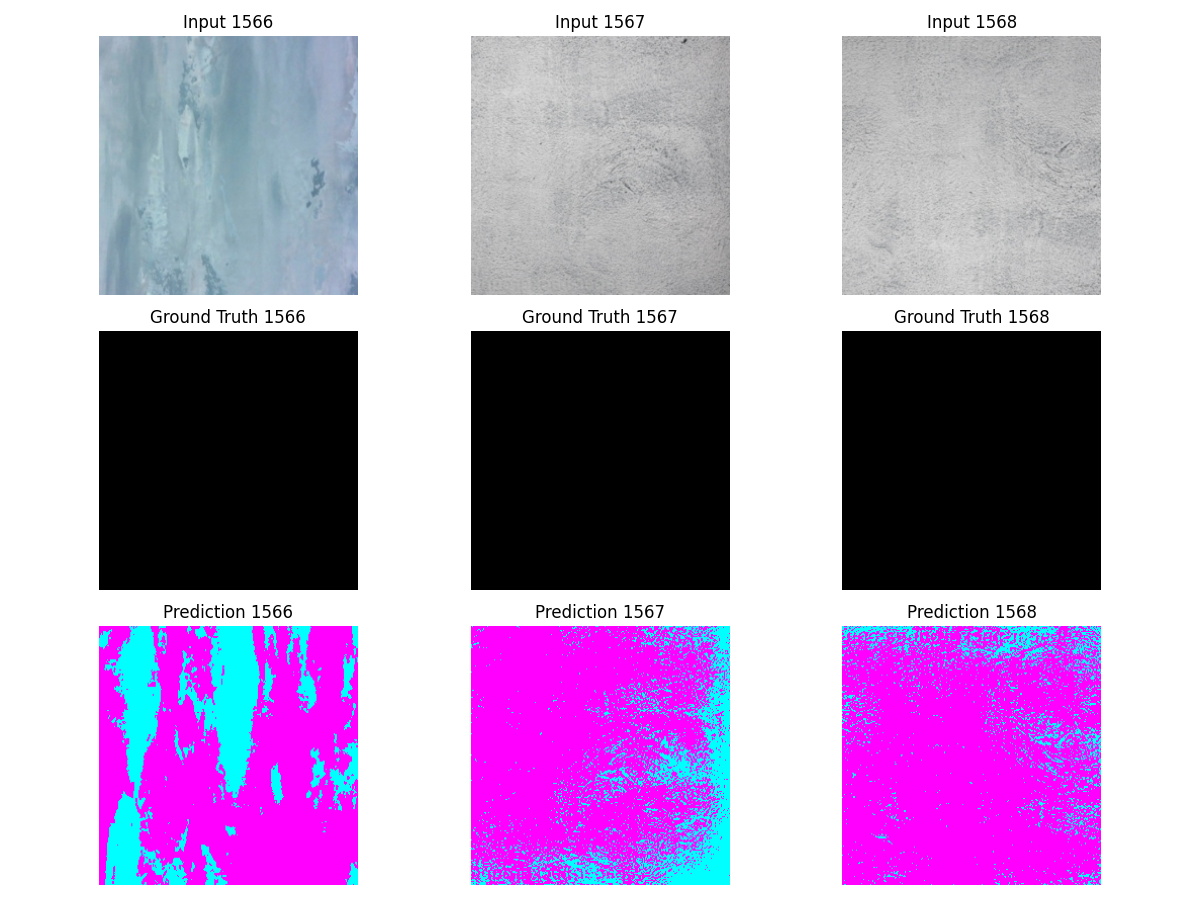 Input 1566
Input 1567
Input 1568
Ground Truth 1566
Ground Truth 1567
Ground Truth 1568
Prediction 1566
Prediction 1567
Prediction 1568